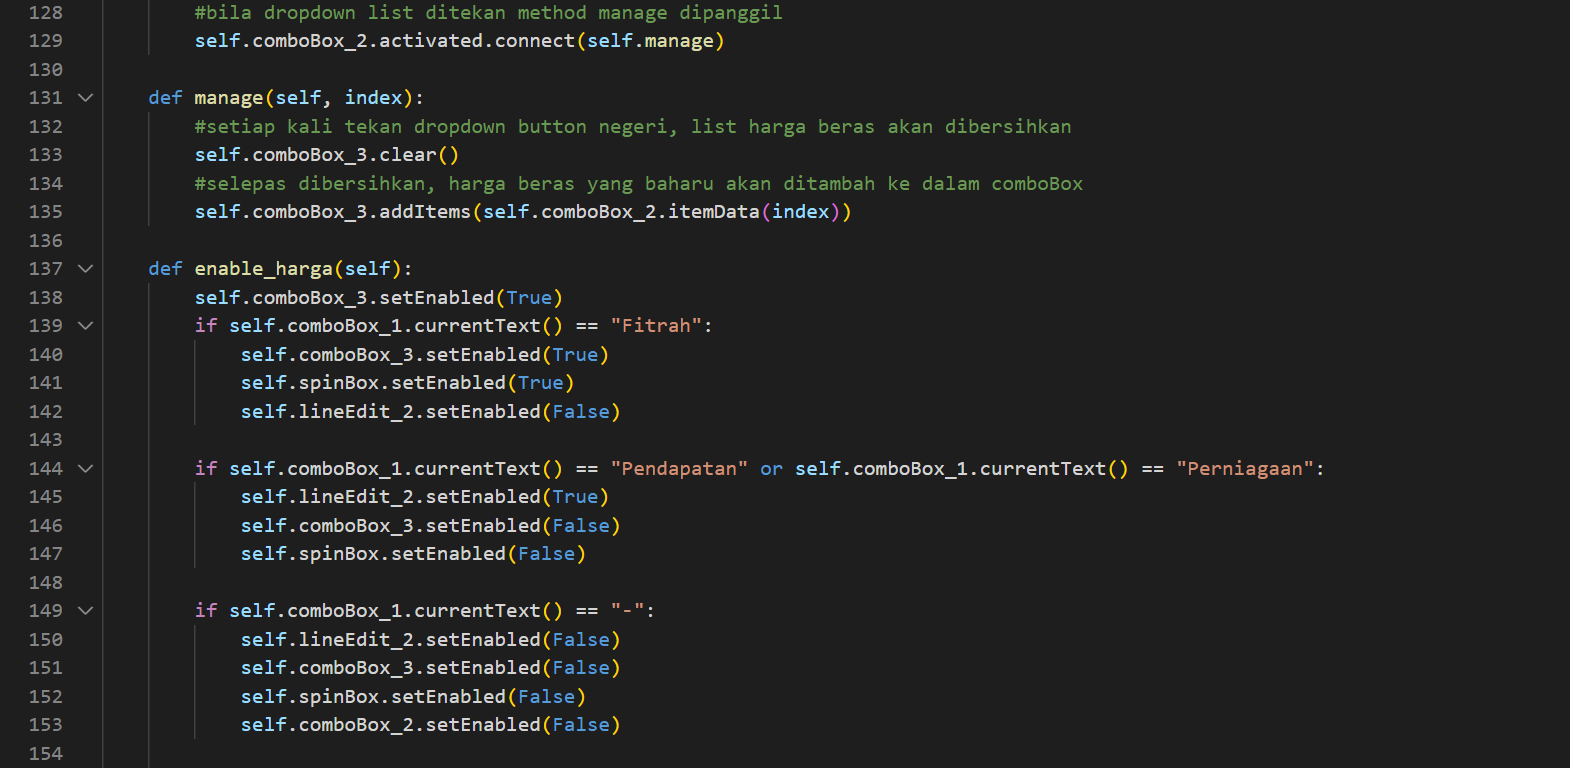 128 #bila dropdown list ditekan method manage dipanggil
129 self.comboBox_2.activated.connect(self.manage)
130
131 def manage(self, index):
132 #setiap kali tekan dropdown button negeri, list harga beras akan dibersihkan
133 self.comboBox_3.clear()
134 #selepas dibersihkan, harga beras yang baharu akan ditambah ke dalam comboBox
135 self.comboBox_3.addItems(self.comboBox_2.itemData(index))
136
137 def enable_harga(self):
138 self.comboBox_3.setEnabled(True)
139 if self.comboBox_1.currentText() == "Fitrah":
140 self.comboBox_3.setEnabled(True)
141 self.spinBox.setEnabled(True)
142 self.lineEdit_2.setEnabled(False)
143
144 if self.comboBox_1.currentText() == "Pendapatan" or self.comboBox_1.currentText() == "Perniagaan":
145 self.lineEdit_2.setEnabled(True)
146 self.comboBox_3.setEnabled(False)
147 self.spinBox.setEnabled(False)
148
149 if self.comboBox_1.currentText() == "-":
150 self.lineEdit_2.setEnabled(False)
151 self.comboBox_3.setEnabled(False)
152 self.spinBox.setEnabled(False)
153 self.comboBox_2.setEnabled(False)
154